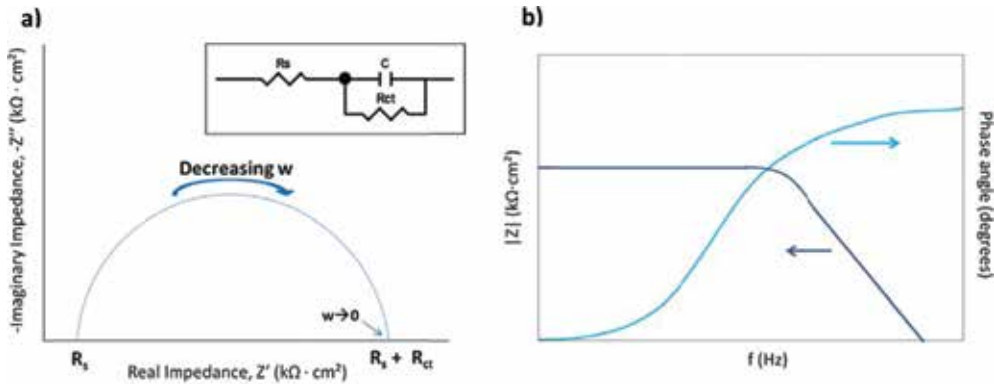 a)
-Imaginary Impedance, -Z'' (kΩ · cm²)
Rs
C
Rct
Decreasing w
w→0
Rs
Rs + Rct
Real Impedance, Z' (kΩ · cm²)
b)
|Z| (kΩ·cm²)
Phase angle (degrees)
f (Hz)